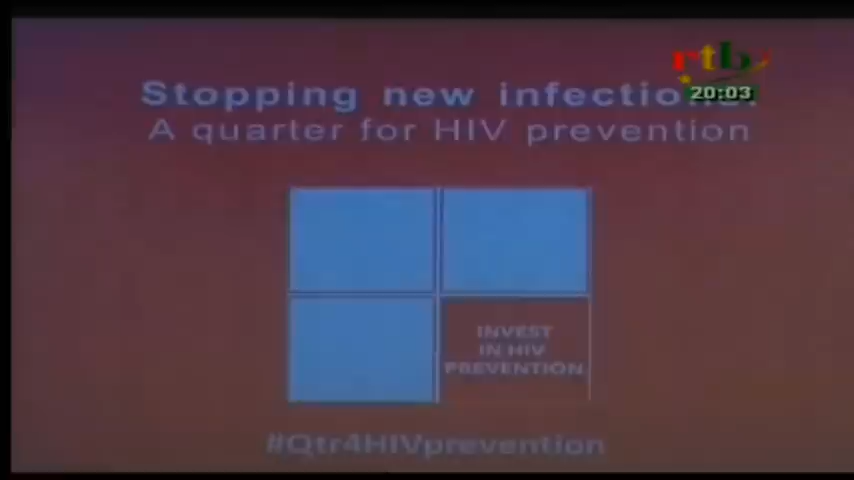 rtb
20:03
Stopping new
A quarter for HIV prevention
INVEST
IN HIV
PREVENTION
#Qtr4HIVprevention